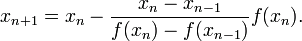 x_{n+1} = x_n - \frac{x_n - x_{n-1}}{f(x_n) - f(x_{n-1})} f(x_n).